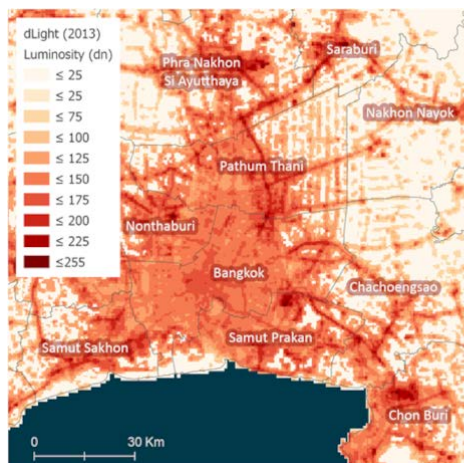 dLight (2013)
Luminosity (dn)
≤ 25
≤ 25
≤ 75
≤ 100
≤ 125
≤ 150
≤ 175
≤ 200
≤ 225
≤255
Saraburi
Phra Nakhon
Si Ayutthaya
Nakhon Nayok
Pathum Thani
Nonthaburi
Bangkok
Chachoengsao
Samut Sakhon
Samut Prakan
Chon Buri
0 30 Km